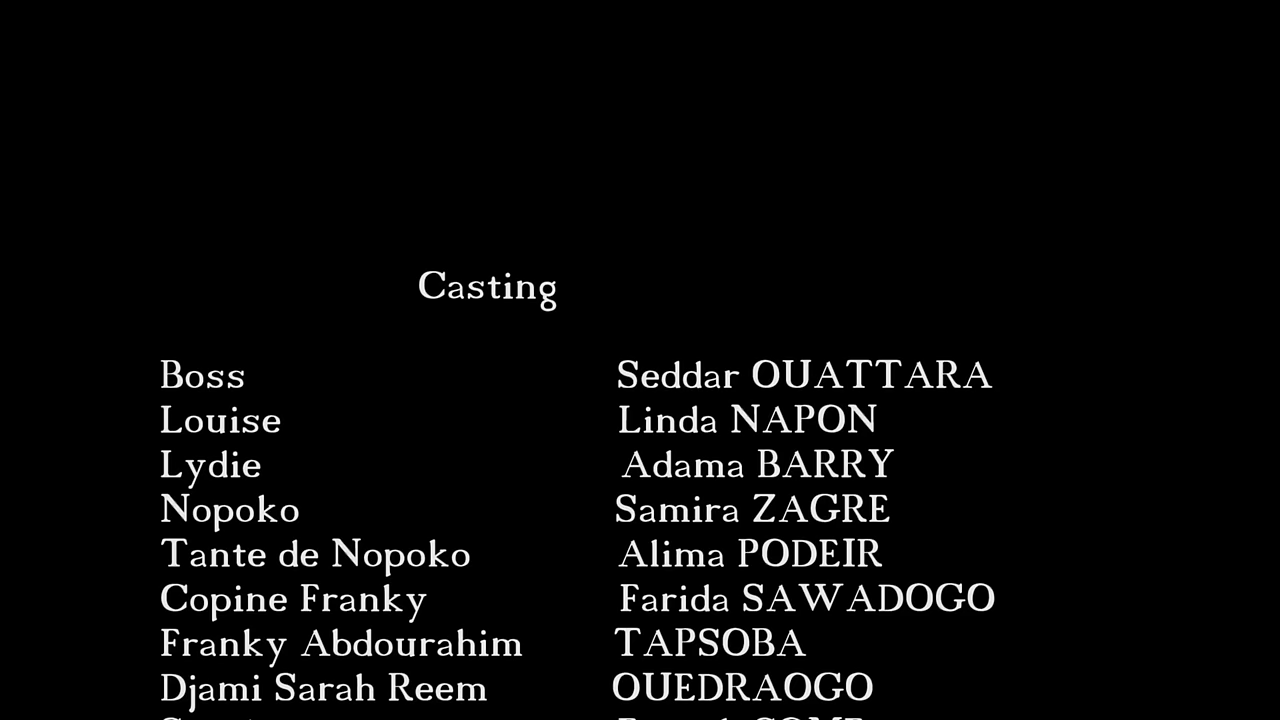 Casting
Boss Seddar OUATTARA
Louise Linda NAPON
Lydie Adama BARRY
Nopoko Samira ZAGRE
Tante de Nopoko Alima PODEIR
Copine Franky Farida SAWADOGO
Franky Abdourahim TAPSOBA
Djami Sarah Reem OUEDRAOGO